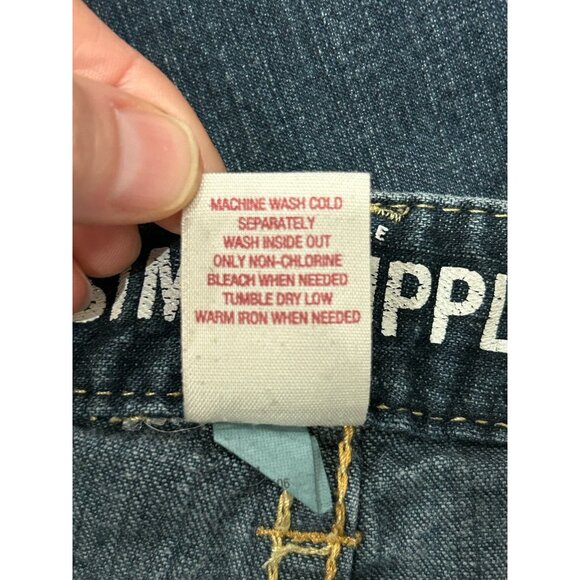 MACHINE WASH COLD
SEPARATELY
WASH INSIDE OUT
ONLY NON-CHLORINE
BLEACH WHEN NEEDED
TUMBLE DRY LOW
WARM IRON WHEN NEEDED